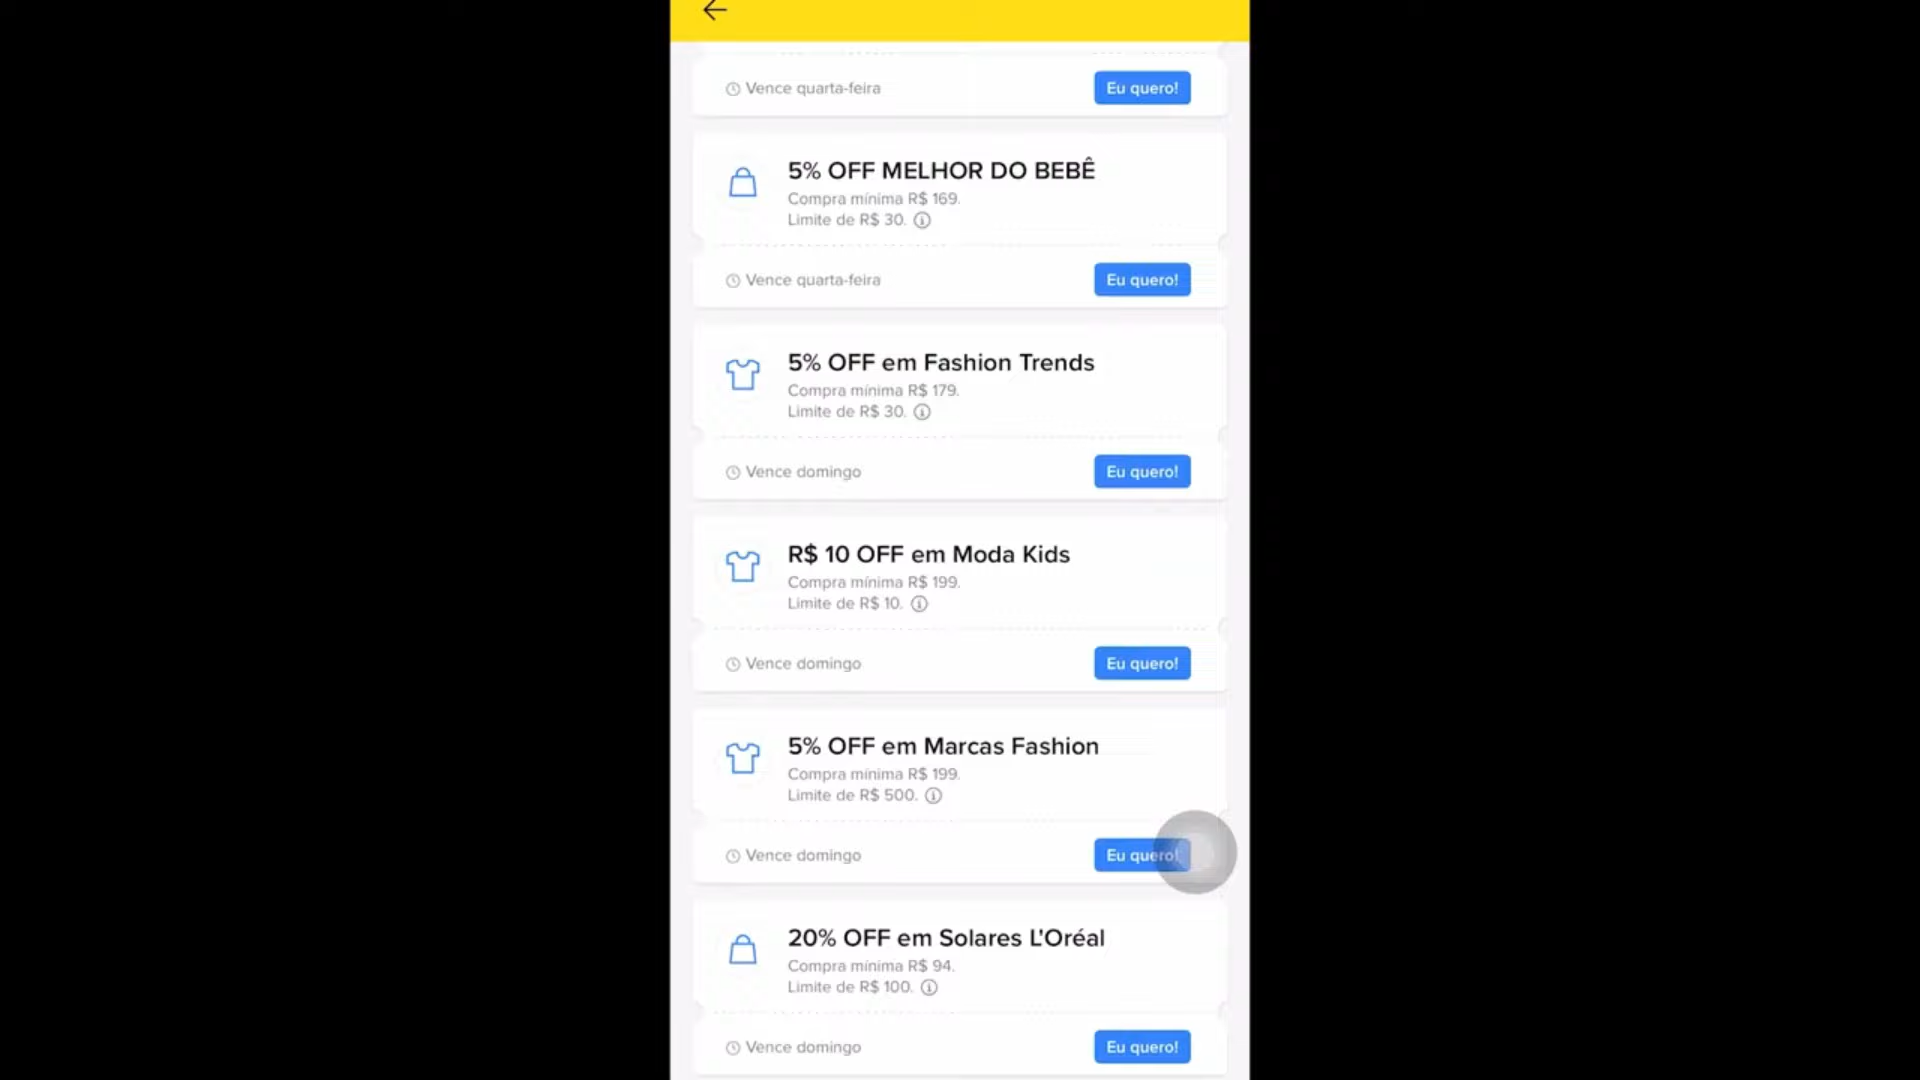 Vence quarta-feira
Eu quero!
5% OFF MELHOR DO BEBÊ
Compra mínima R$ 169.
Limite de R$ 30.
Vence quarta-feira
Eu quero!
5% OFF em Fashion Trends
Compra mínima R$ 179.
Limite de R$ 30.
Vence domingo
Eu quero!
R$ 10 OFF em Moda Kids
Compra mínima R$ 199.
Limite de R$ 10.
Vence domingo
Eu quero!
5% OFF em Marcas Fashion
Compra mínima R$ 199.
Limite de R$ 500.
Vence domingo
Eu quero!
20% OFF em Solares L'Oréal
Compra mínima R$ 94.
Limite de R$ 100.
Vence domingo
Eu quero!